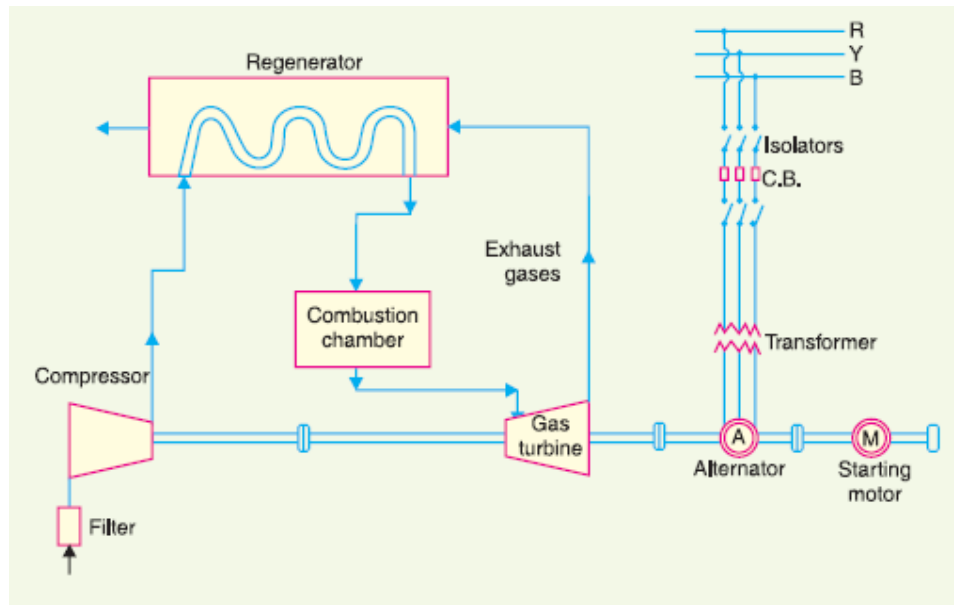 R
Y
B
Regenerator
Isolators
C.B.
Exhaust
gases
Combustion
chamber
Transformer
Compressor
Gas
turbine
A
M
Alternator
Starting
motor
Filter